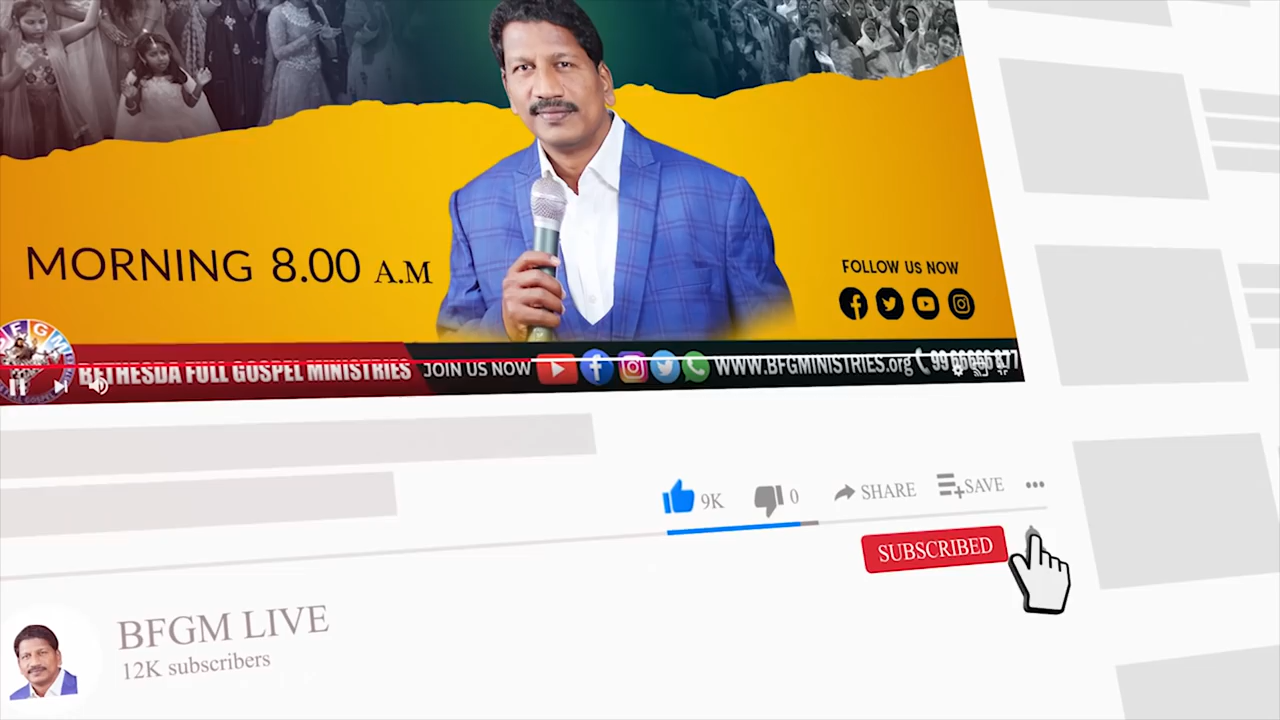 MORNING 8.00 A.M
FOLLOW US NOW
BETHESDA FULL GOSPEL MINISTRIES JOIN US NOW WWW.BFGMINISTRIES.org
9K 0 SHARE SAVE
SUBSCRIBED
BFGM LIVE
12K subscribers